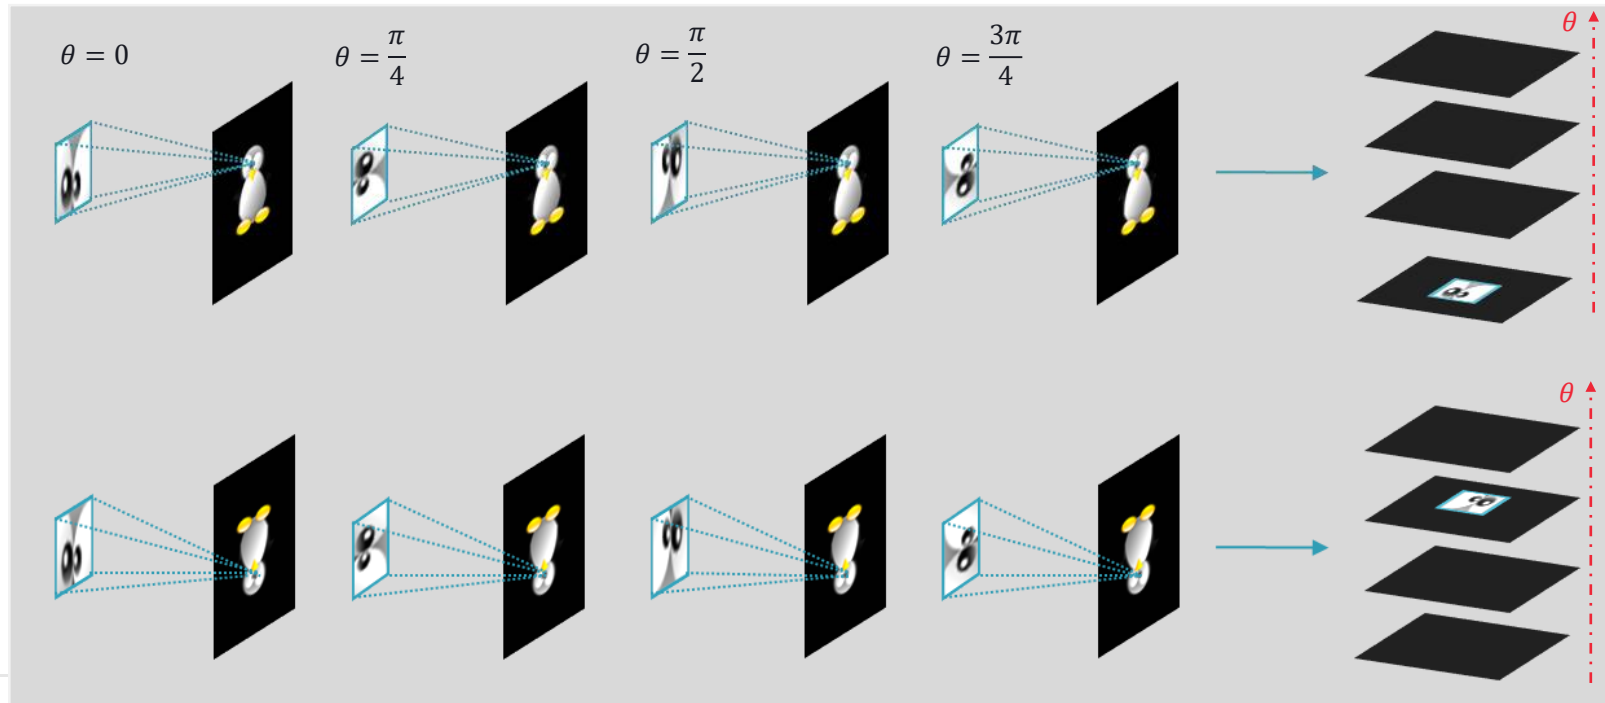 θ = 0
θ = π/4
θ = π/2
θ = 3π/4
θ
θ